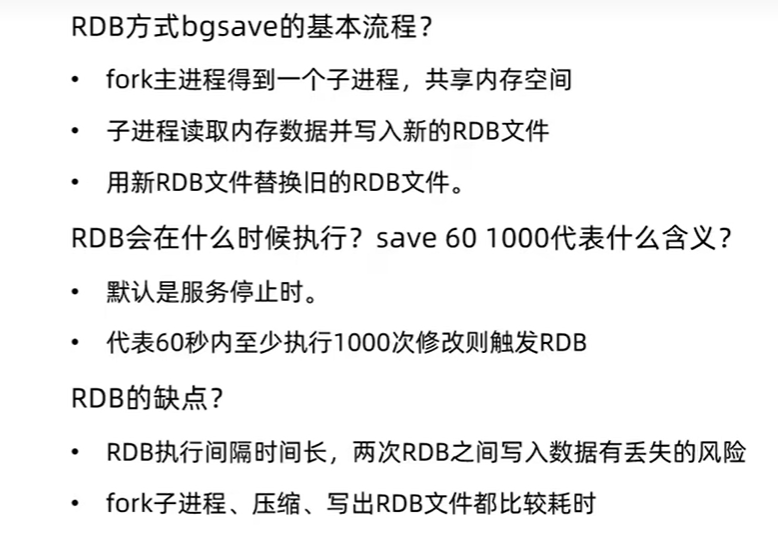 RDB方式bgsave的基本流程？
• fork主进程得到一个子进程，共享内存空间
• 子进程读取内存数据并写入新的RDB文件
• 用新RDB文件替换旧的RDB文件。
RDB会在什么时候执行？save 60 1000代表什么含义？
• 默认是服务停止时。
• 代表60秒内至少执行1000次修改则触发RDB
RDB的缺点？
• RDB执行间隔时间长，两次RDB之间写入数据有丢失的风险
• fork子进程、压缩、写出RDB文件都比较耗时